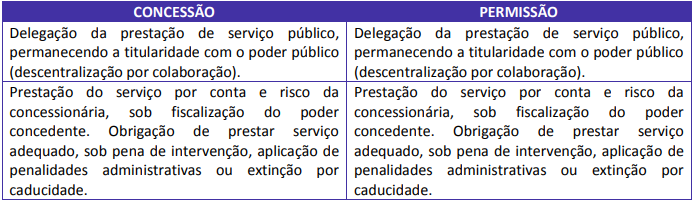 CONCESSÃO
Delegação da prestação de serviço público,
permanecendo a titularidade com o poder público
(descentralização por colaboração).
Prestação do serviço por conta e risco da
concessionária, sob fiscalização do poder
concedente. Obrigação de prestar serviço
adequado, sob pena de intervenção, aplicação de
penalidades administrativas ou extinção por
caducidade.
PERMISSÃO
Delegação da prestação de serviço público,
permanecendo a titularidade com o poder público
(descentralização por colaboração).
Prestação do serviço por conta e risco da
concessionária, sob fiscalização do poder
concedente. Obrigação de prestar serviço
adequado, sob pena de intervenção, aplicação de
penalidades administrativas ou extinção por
caducidade.